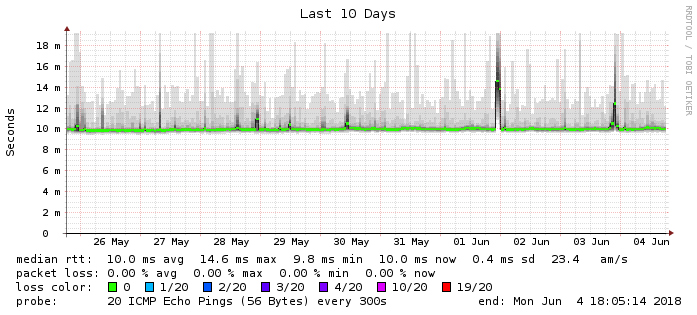 Last 10 Days
RRDTOOL / TOBI OETIKER
Seconds
18 m
16 m
14 m
12 m
10 m
8 m
6 m
4 m
2 m
0
26 May 27 May 28 May 29 May 30 May 31 May 01 Jun 02 Jun 03 Jun 04 Jun
median rtt: 10.0 ms avg 14.6 ms max 9.8 ms min 10.0 ms now 0.4 ms sd 23.4 am/s
packet loss: 0.00 % avg 0.00 % max 0.00 % min 0.00 % now
loss color: 0 1/20 2/20 3/20 4/20 10/20 19/20
probe: 20 ICMP Echo Pings (56 Bytes) every 300s end: Mon Jun 4 18:05:14 2018